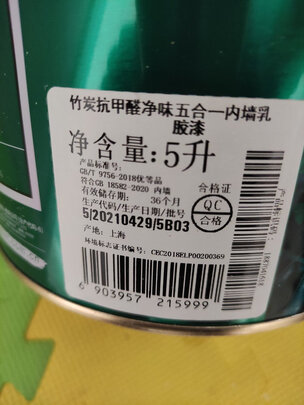 竹炭抗甲醛净味五合一内墙乳
胶漆
净含量:5升
产品标准号:
GB/T 9756-2018优等品
符合GB 18582-2020 内墙
有效储存期: 36个月
生产代码/生产日期/批号
5/20210429/5B03
产地: 上海
环境标志证书编号: CEC2018ELP00200369
合格证
QC
合格
6 903957 215999